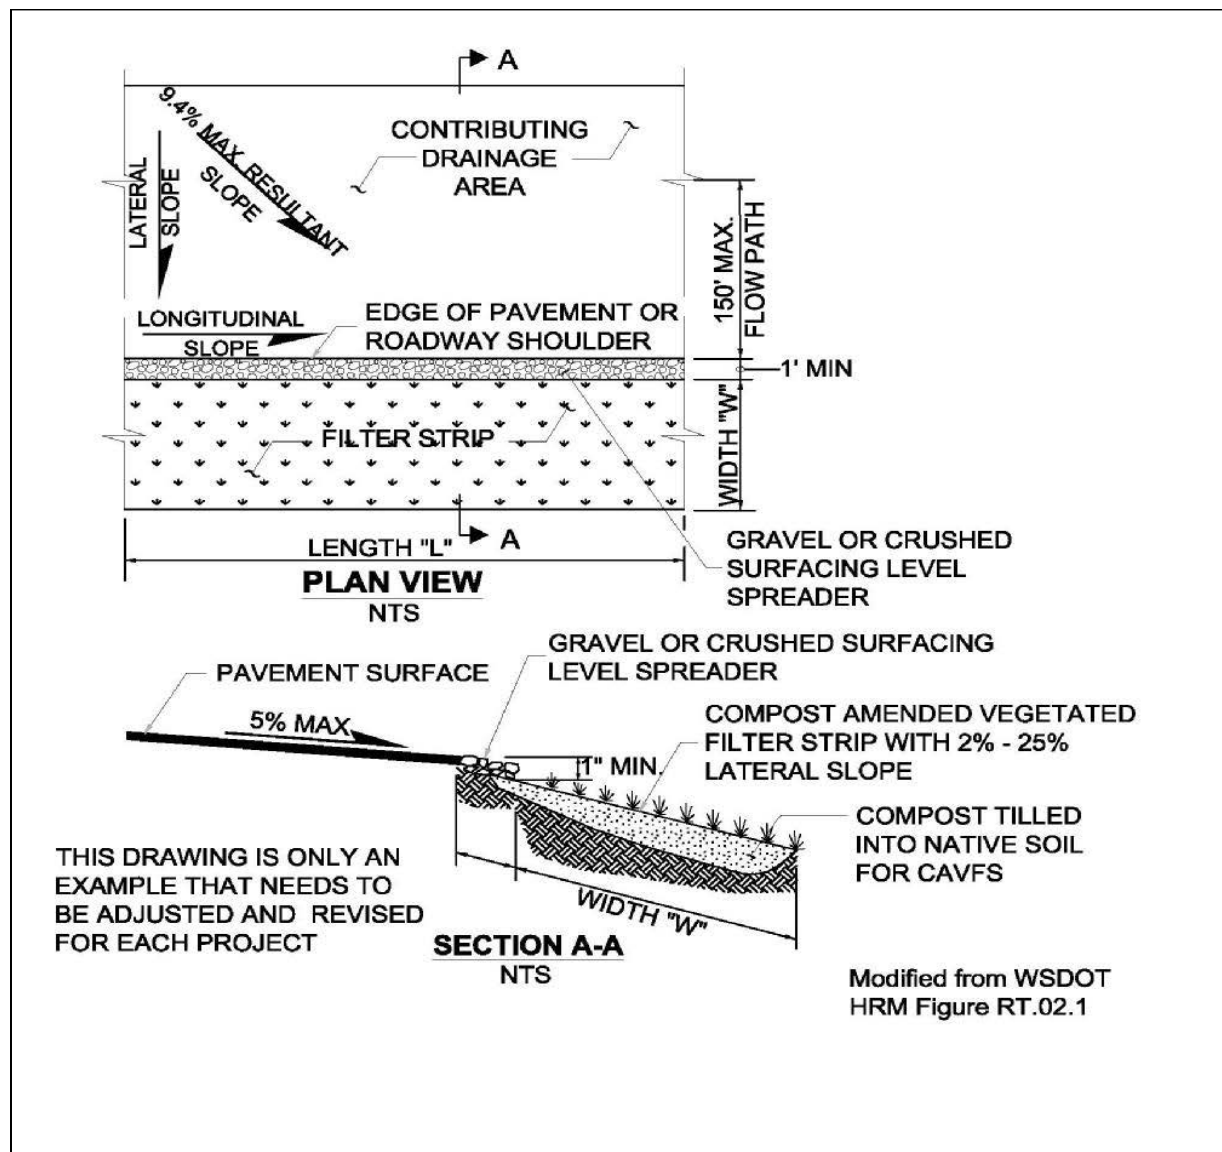 A
9.4% MAX. RESULTANT
SLOPE
CONTRIBUTING
DRAINAGE
AREA
LATERAL
SLOPE
150' MAX.
FLOW PATH
LONGITUDINAL
SLOPE
EDGE OF PAVEMENT OR
ROADWAY SHOULDER
1' MIN
FILTER STRIP
WIDTH "W"
A
LENGTH "L"
PLAN VIEW
NTS
GRAVEL OR CRUSHED
SURFACING LEVEL
SPREADER
GRAVEL OR CRUSHED SURFACING
LEVEL SPREADER
PAVEMENT SURFACE
5% MAX
1" MIN.
COMPOST AMENDED VEGETATED
FILTER STRIP WITH 2% - 25%
LATERAL SLOPE
COMPOST TILLED
INTO NATIVE SOIL
FOR CAVFS
THIS DRAWING IS ONLY AN
EXAMPLE THAT NEEDS TO
BE ADJUSTED AND REVISED
FOR EACH PROJECT
WIDTH "W"
SECTION A-A
NTS
Modified from WSDOT
HRM Figure RT.02.1